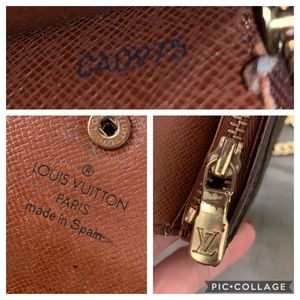 CA0975
LOUIS VUITTON
PARIS
made in Spain
LV
PIC•COLLAGE